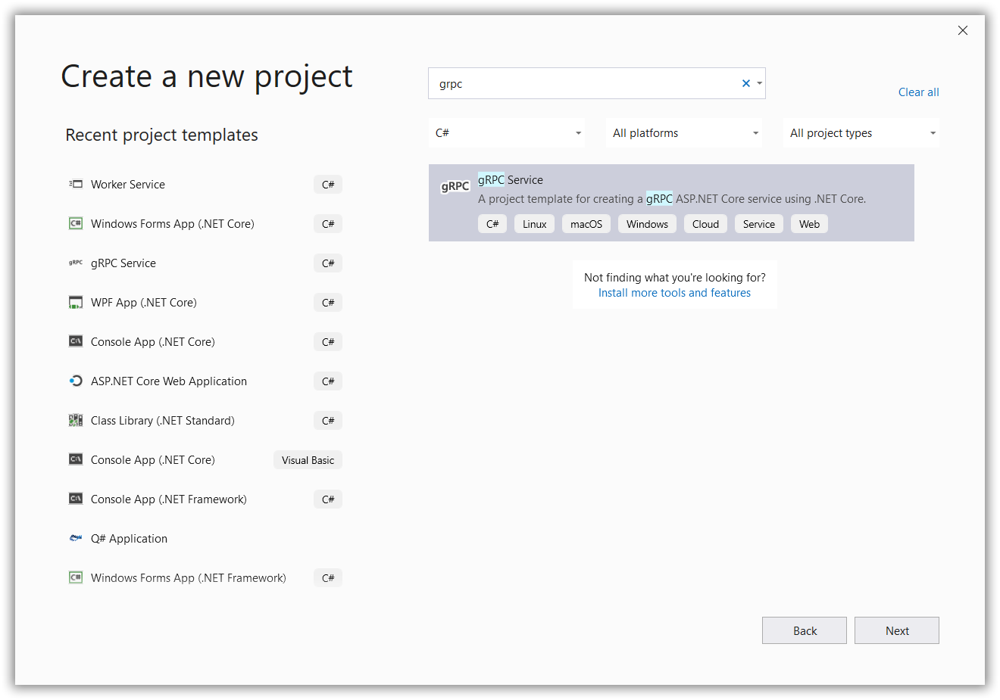 Create a new project
grpc
Clear all
C#
All platforms
All project types
Recent project templates
Worker Service
C#
Windows Forms App (.NET Core)
C#
gRPC
gRPC Service
C#
WPF App (.NET Core)
C#
C:\
Console App (.NET Core)
C#
ASP.NET Core Web Application
C#
Class Library (.NET Standard)
C#
C:\
Console App (.NET Core)
Visual Basic
C:\
Console App (.NET Framework)
C#
Q# Application
C#
Windows Forms App (.NET Framework)
C#
gRPC
gRPC Service
A project template for creating a gRPC ASP.NET Core service using .NET Core.
C#
Linux
macOS
Windows
Cloud
Service
Web
Not finding what you're looking for?
Install more tools and features
Back
Next